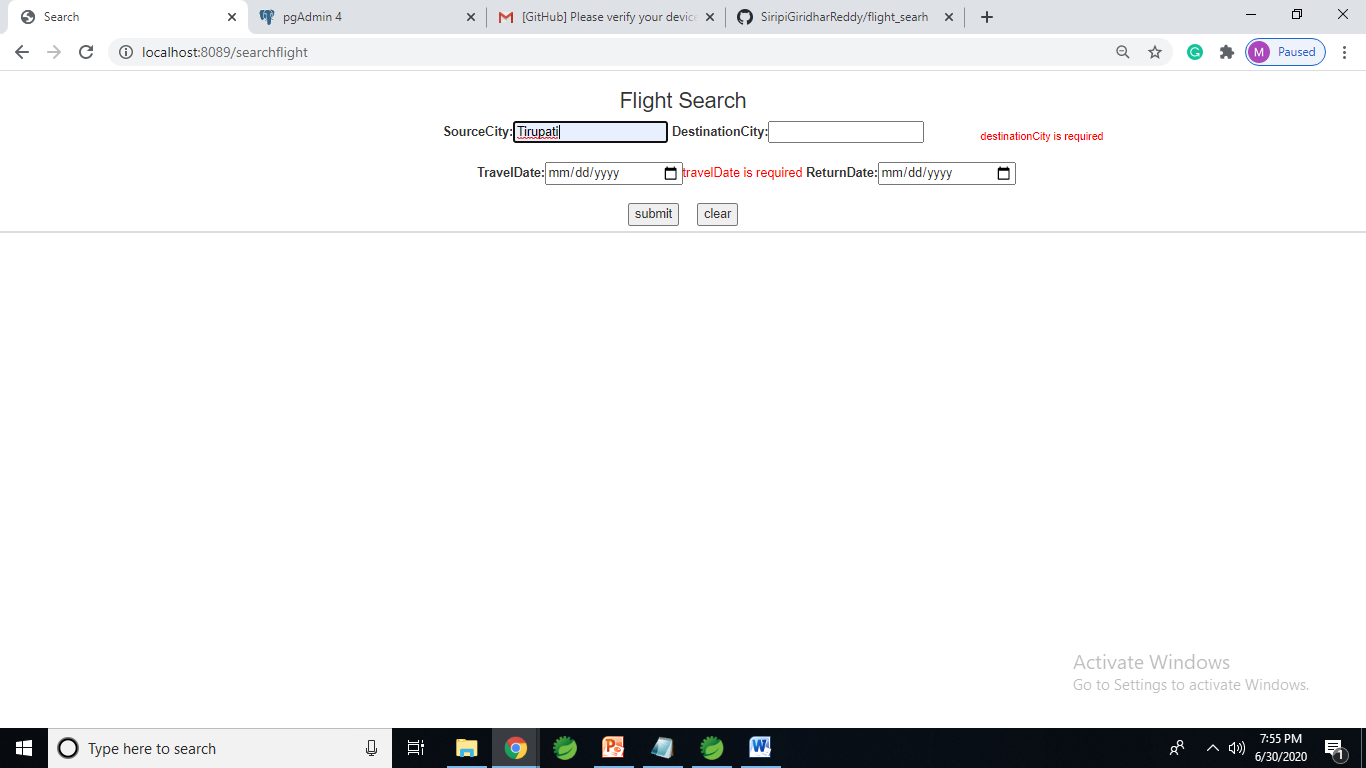 Search
pgAdmin 4
[GitHub] Please verify your device
SiripiGiridharReddy/flight_searh
localhost:8089/searchflight
M Paused
Flight Search
SourceCity: Tirupati DestinationCity: destinationCity is required
TravelDate: mm/dd/yyyy travelDate is required ReturnDate: mm/dd/yyyy
submit clear
Activate Windows
Go to Settings to activate Windows.
Type here to search
7:55 PM
6/30/2020
1